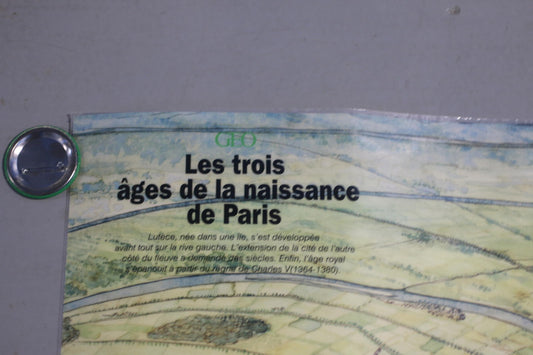 GEO
Les trois
âges de la naissance
de Paris
Lutèce, née dans une île, s'est développée
avant tout sur la rive gauche. L'extension de la cité de l'autre
côté du fleuve a demandé des siècles. Enfin, l'âge royal
s'épanouit à partir du règne de Charles V(1364-1380).